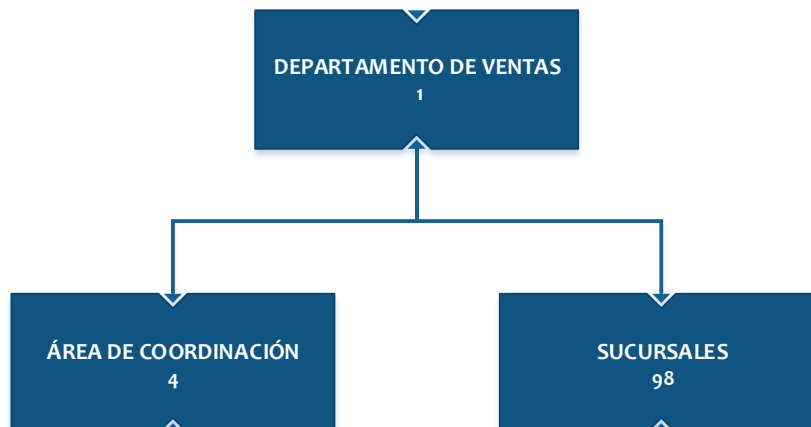 DEPARTAMENTO DE VENTAS
1
ÁREA DE COORDINACIÓN
4
SUCURSALES
98